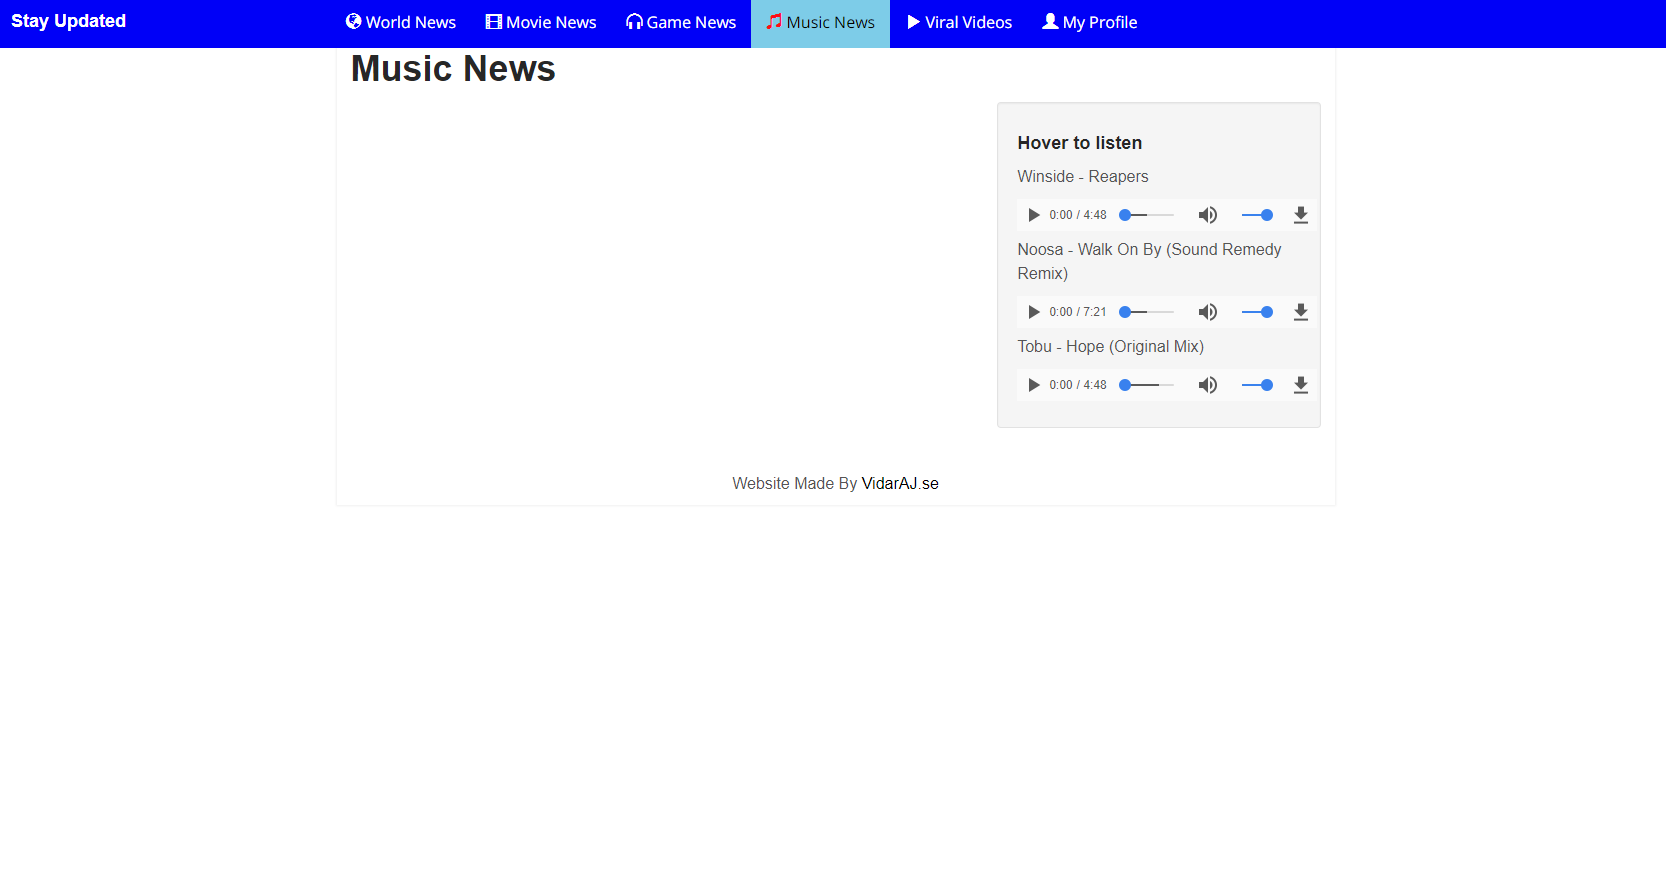 Stay Updated
World News
Movie News
Game News
Music News
Viral Videos
My Profile
Music News
Hover to listen
Winside - Reapers
0:00 / 4:48
Noosa - Walk On By (Sound Remedy
Remix)
0:00 / 7:21
Tobu - Hope (Original Mix)
0:00 / 4:48
Website Made By VidarAJ.se